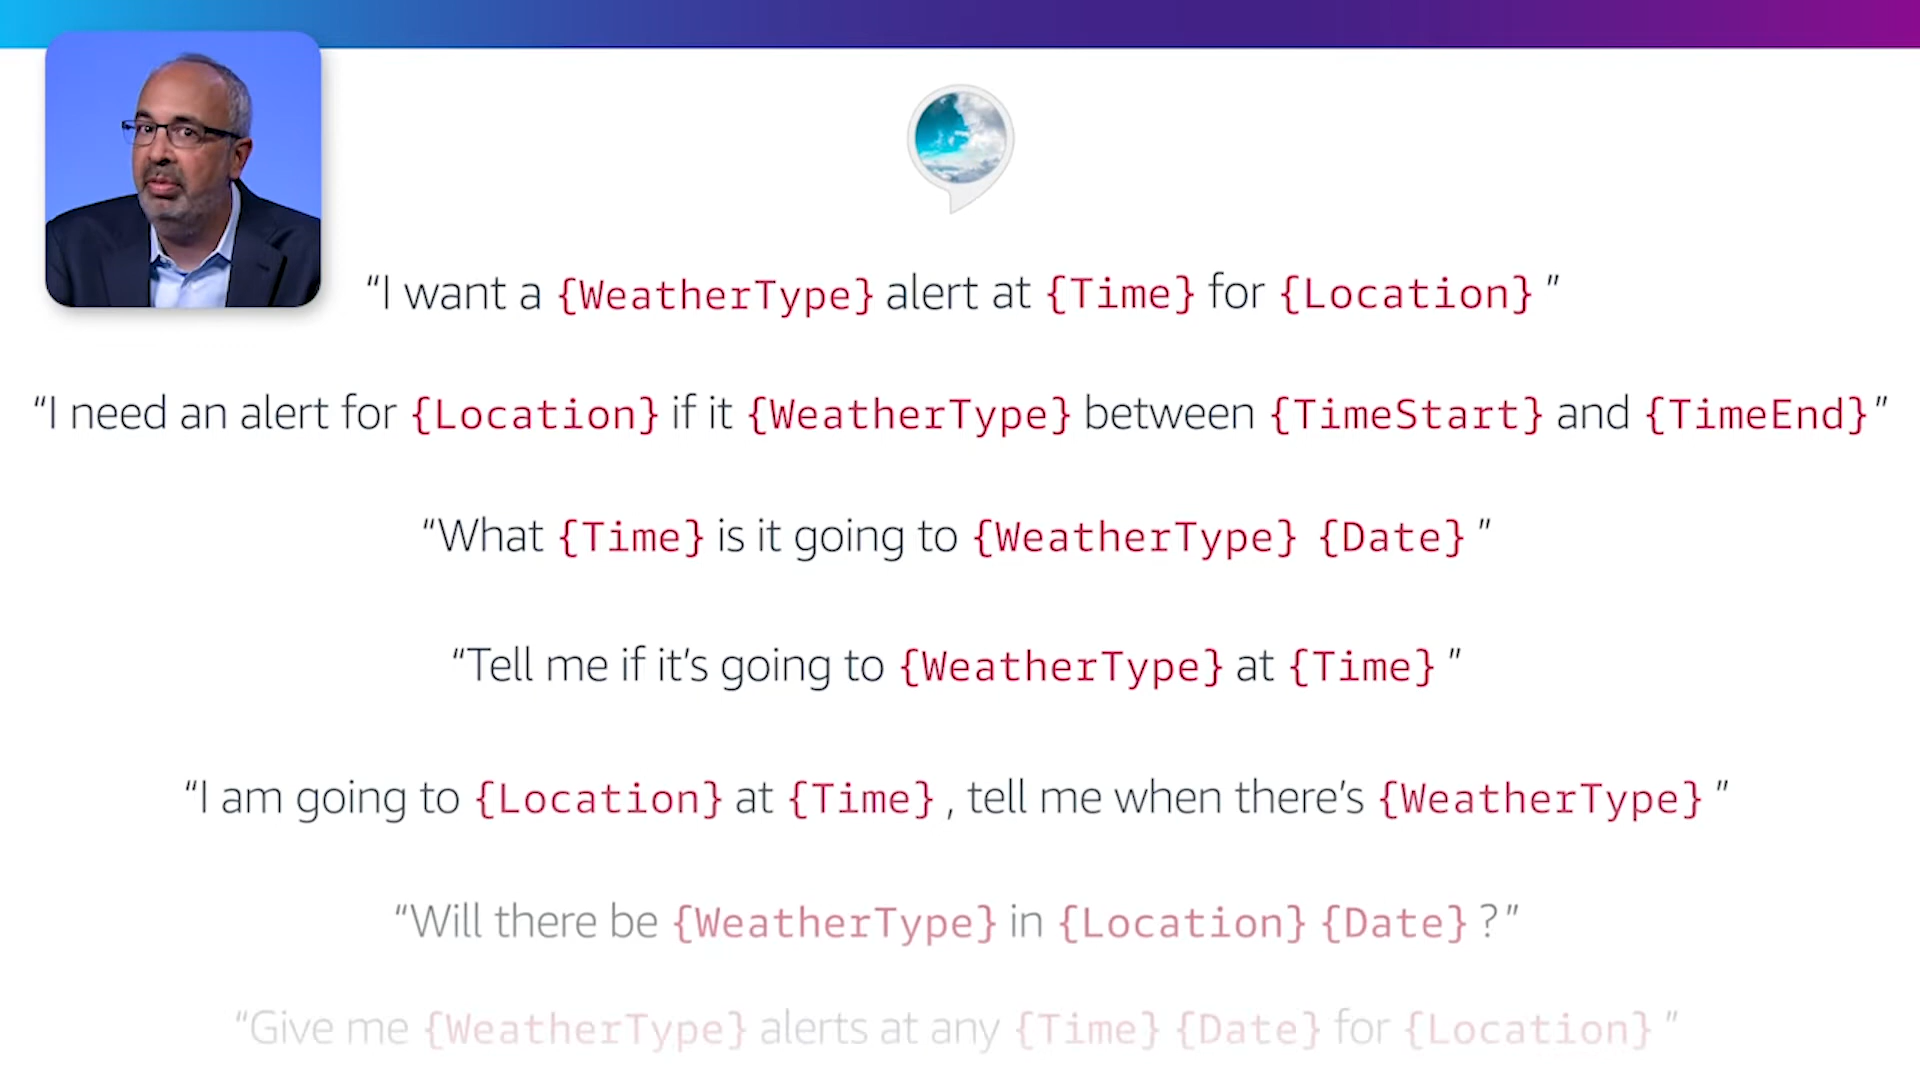 “I want a {WeatherType} alert at {Time} for {Location} ”
“I need an alert for {Location} if it {WeatherType} between {TimeStart} and {TimeEnd}”
“What {Time} is it going to {WeatherType} {Date} ”
“Tell me if it’s going to {WeatherType} at {Time} ”
“I am going to {Location} at {Time} , tell me when there’s {WeatherType} ”
“Will there be {WeatherType} in {Location} {Date} ?”
“Give me {WeatherType} alerts at any {Time} {Date} for {Location} ”